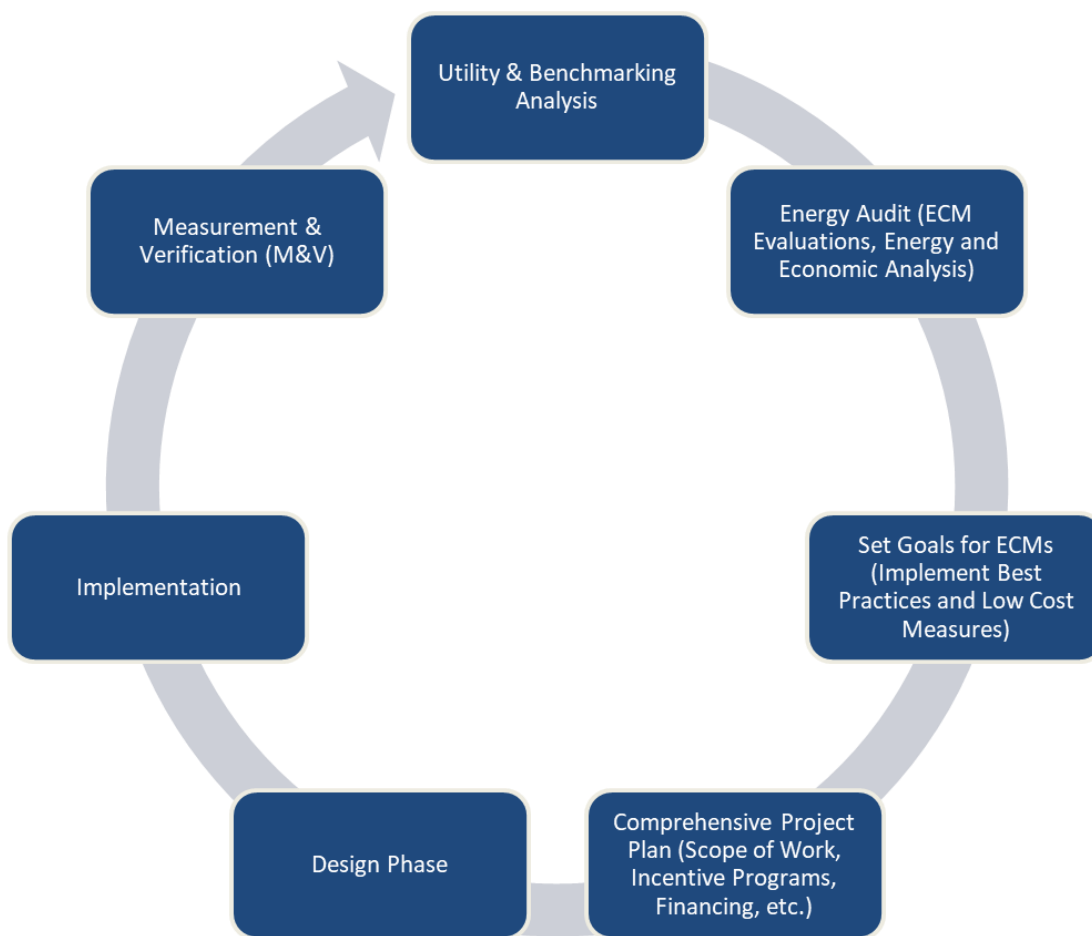 Utility & Benchmarking
Analysis
Energy Audit (ECM
Evaluations, Energy and
Economic Analysis)
Set Goals for ECMs
(Implement Best
Practices and Low Cost
Measures)
Comprehensive Project
Plan (Scope of Work,
Incentive Programs,
Financing, etc.)
Design Phase
Implementation
Measurement &
Verification (M&V)